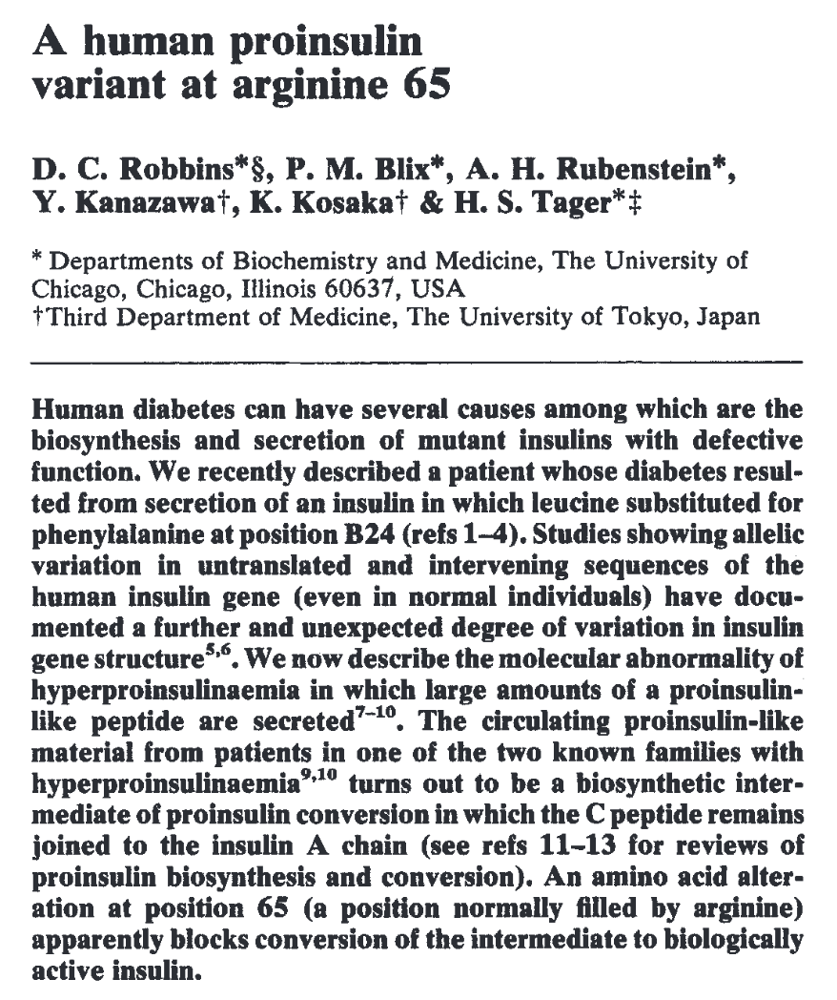 A human proinsulin
variant at arginine 65
D. C. Robbins*§, P. M. Blix*, A. H. Rubenstein*,
Y. Kanazawa†, K. Kosaka† & H. S. Tager*‡
* Departments of Biochemistry and Medicine, The University of
Chicago, Chicago, Illinois 60637, USA
†Third Department of Medicine, The University of Tokyo, Japan
Human diabetes can have several causes among which are the
biosynthesis and secretion of mutant insulins with defective
function. We recently described a patient whose diabetes resul-
ted from secretion of an insulin in which leucine substituted for
phenylalanine at position B24 (refs 1–4). Studies showing allelic
variation in untranslated and intervening sequences of the
human insulin gene (even in normal individuals) have docu-
mented a further and unexpected degree of variation in insulin
gene structure⁵,⁶. We now describe the molecular abnormality of
hyperproinsulinaemia in which large amounts of a proinsulin-
like peptide are secreted⁷⁻¹⁰. The circulating proinsulin-like
material from patients in one of the two known families with
hyperproinsulinaemia⁹,¹⁰ turns out to be a biosynthetic inter-
mediate of proinsulin conversion in which the C peptide remains
joined to the insulin A chain (see refs 11–13 for reviews of
proinsulin biosynthesis and conversion). An amino acid alter-
ation at position 65 (a position normally filled by arginine)
apparently blocks conversion of the intermediate to biologically
active insulin.